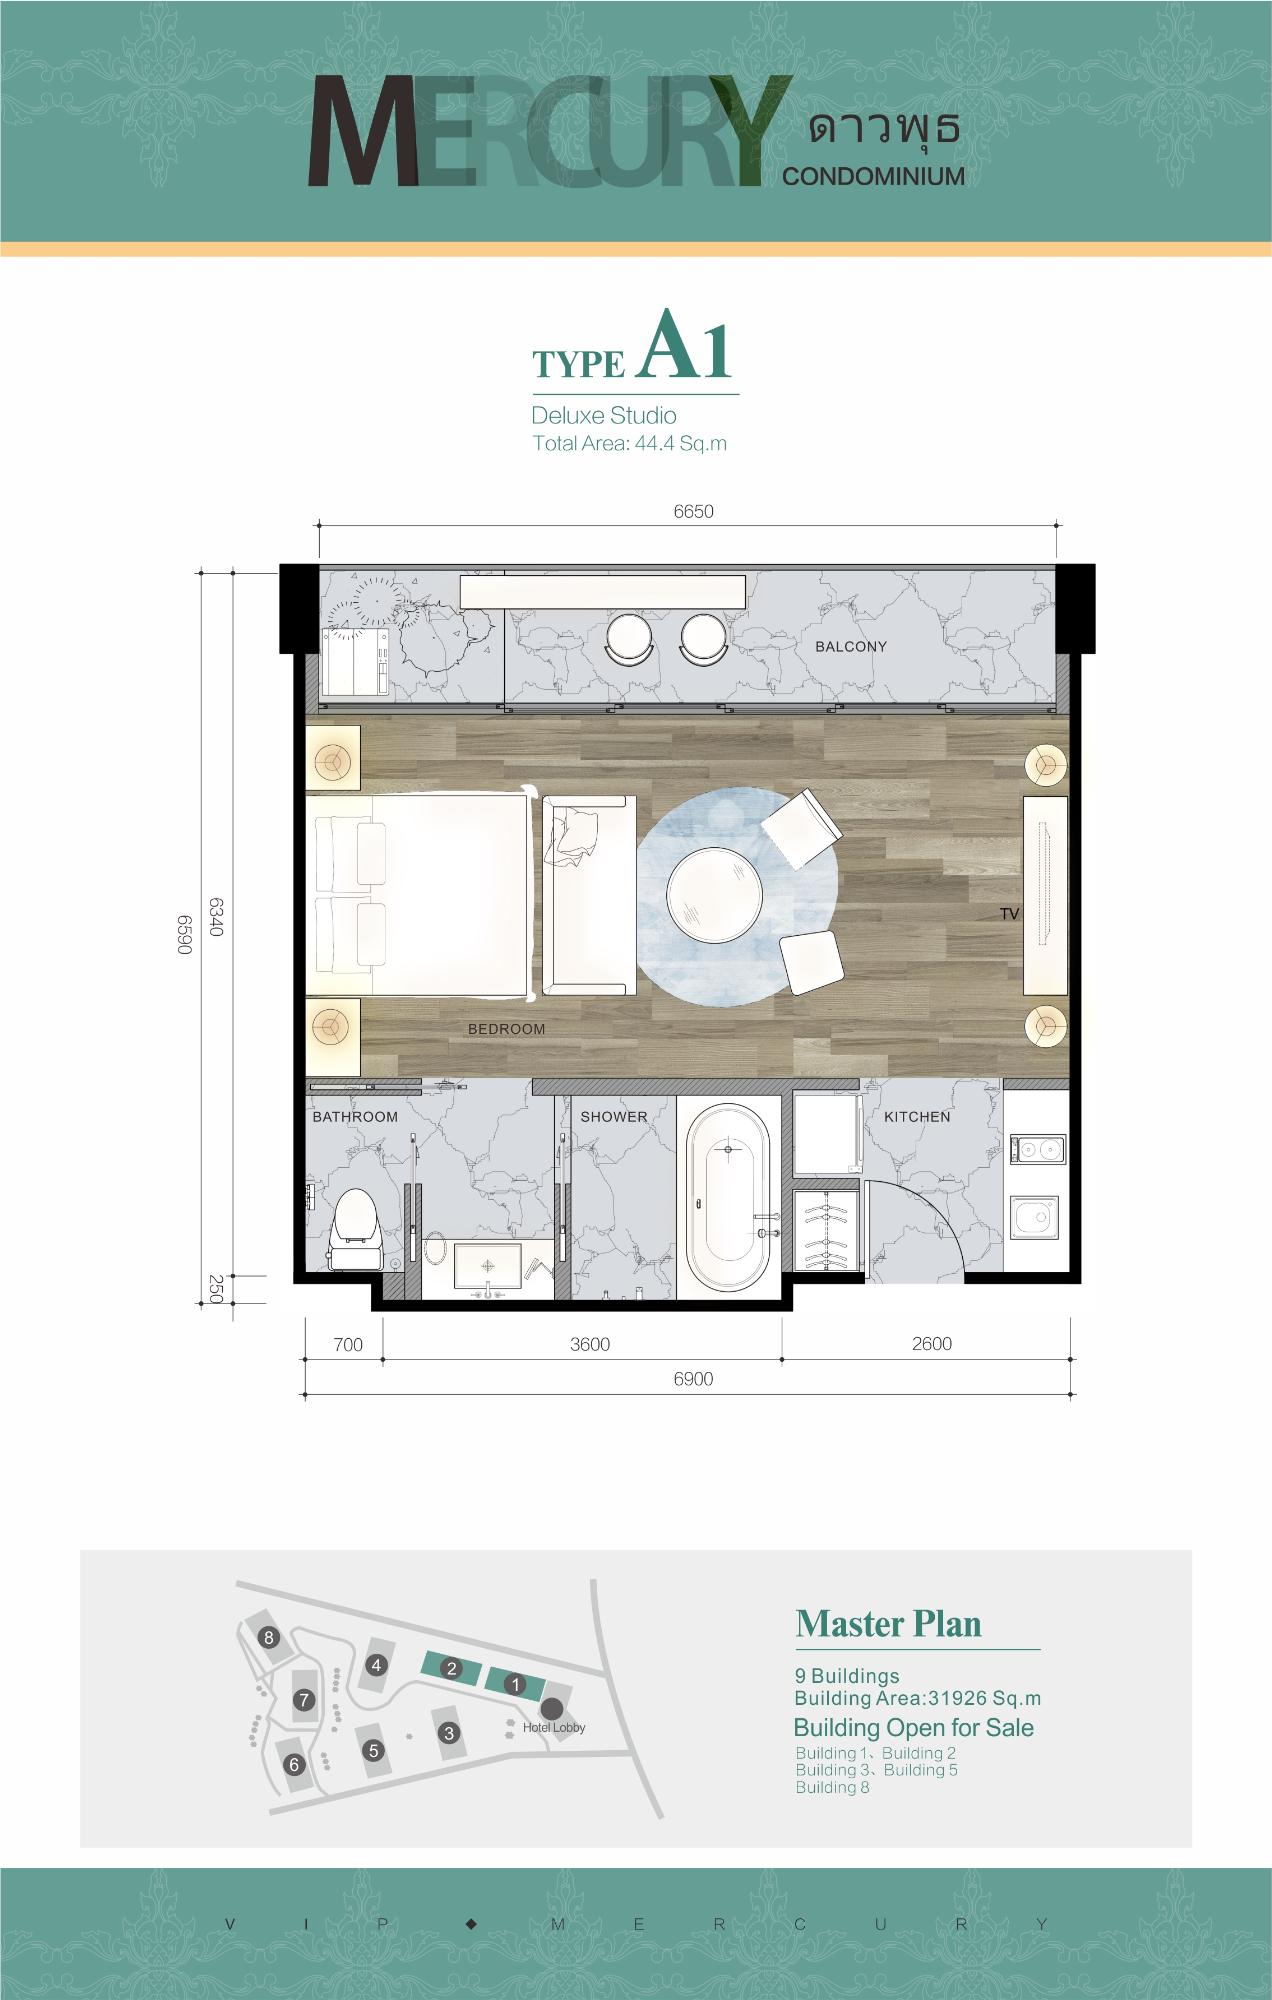 MERCURY ดาวพุธ
CONDOMINIUM
TYPE A1
Deluxe Studio
Total Area: 44.4 Sq.m
6650
BALCONY
6340
6590
TV
BEDROOM
BATHROOM
SHOWER
KITCHEN
250
700
3600
2600
6900
8
4
2
1
7
Hotel Lobby
3
5
6
Master Plan
9 Buildings
Building Area:31926 Sq.m
Building Open for Sale
Building 1、Building 2
Building 3、Building 5
Building 8
VIP◆MERCURY